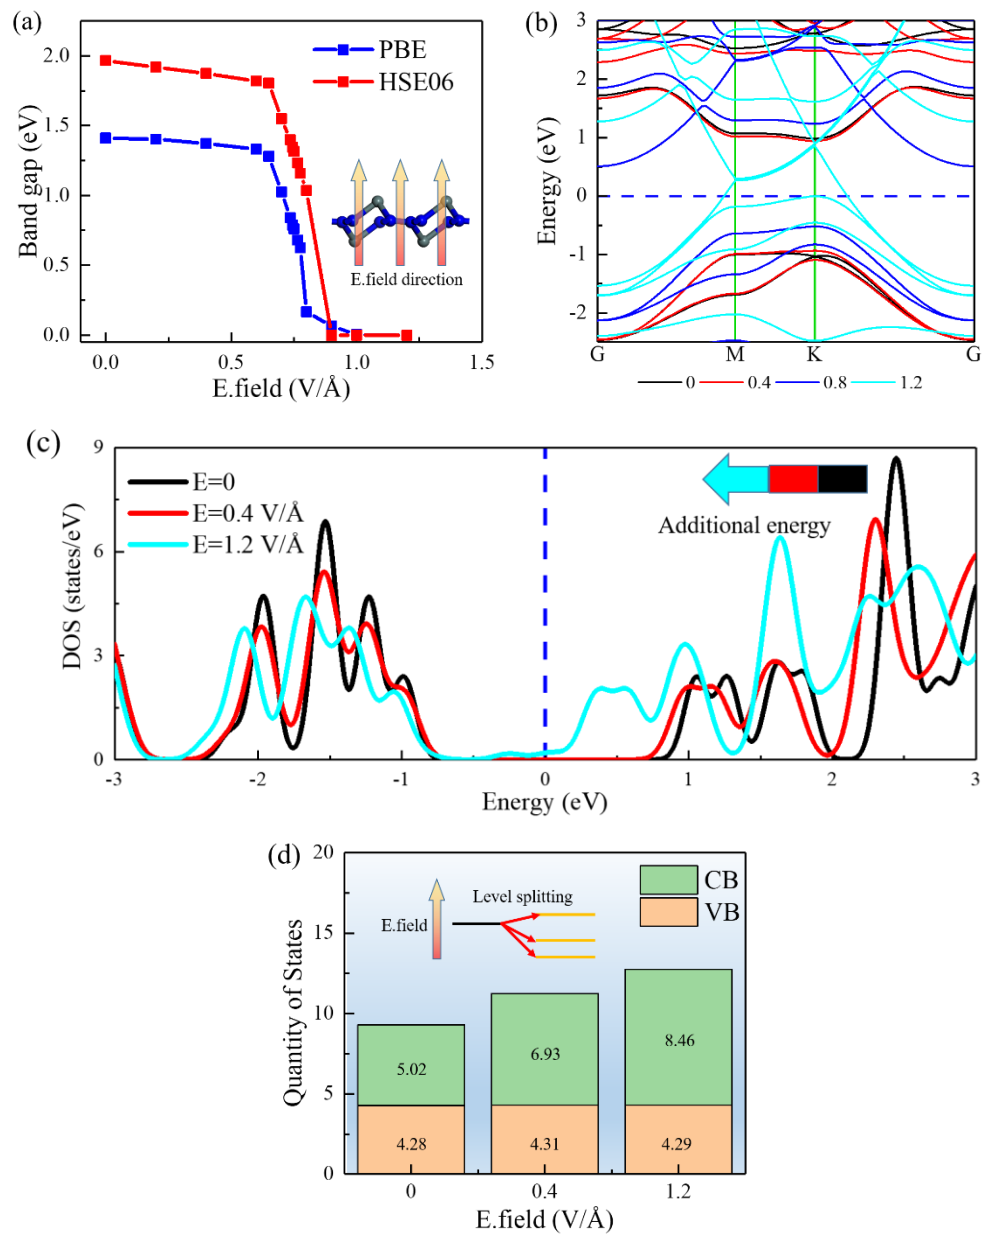 (a)
2.0
1.5
1.0
0.5
0.0
Band gap (eV)
PBE
HSE06
E.field direction
0.0
0.5
1.0
1.5
E.field (V/Å)
(b)
3
2
1
0
-1
-2
Energy (eV)
G
M
K
G
0
0.4
0.8
1.2
(c)
9
6
3
0
DOS (states/eV)
E=0
E=0.4 V/Å
E=1.2 V/Å
Additional energy
-3
-2
-1
0
1
2
3
Energy (eV)
(d)
20
15
10
5
0
Quantity of States
E.field
Level splitting
CB
VB
5.02
6.93
8.46
4.28
4.31
4.29
0
0.4
1.2
E.field (V/Å)